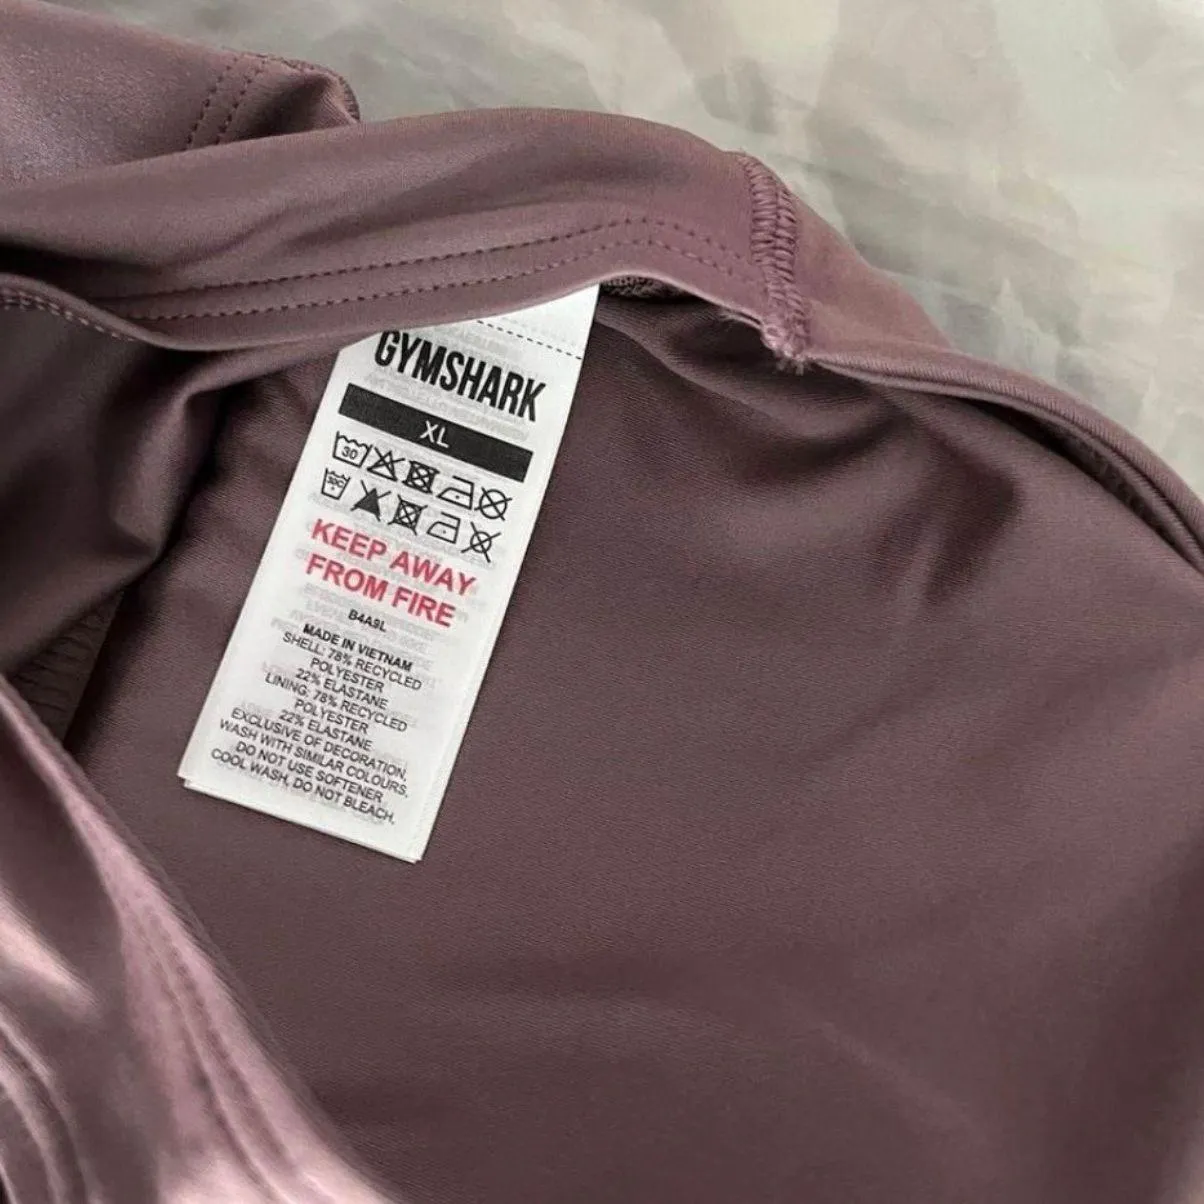 GYMSHARK
XL
30
KEEP AWAY
FROM FIRE
B4A9L
MADE IN VIETNAM
SHELL: 78% RECYCLED
POLYESTER
22% ELASTANE
LINING: 78% RECYCLED
POLYESTER
22% ELASTANE
EXCLUSIVE OF DECORATION.
WASH WITH SIMILAR COLOURS.
DO NOT USE SOFTENER
COOL WASH. DO NOT BLEACH.